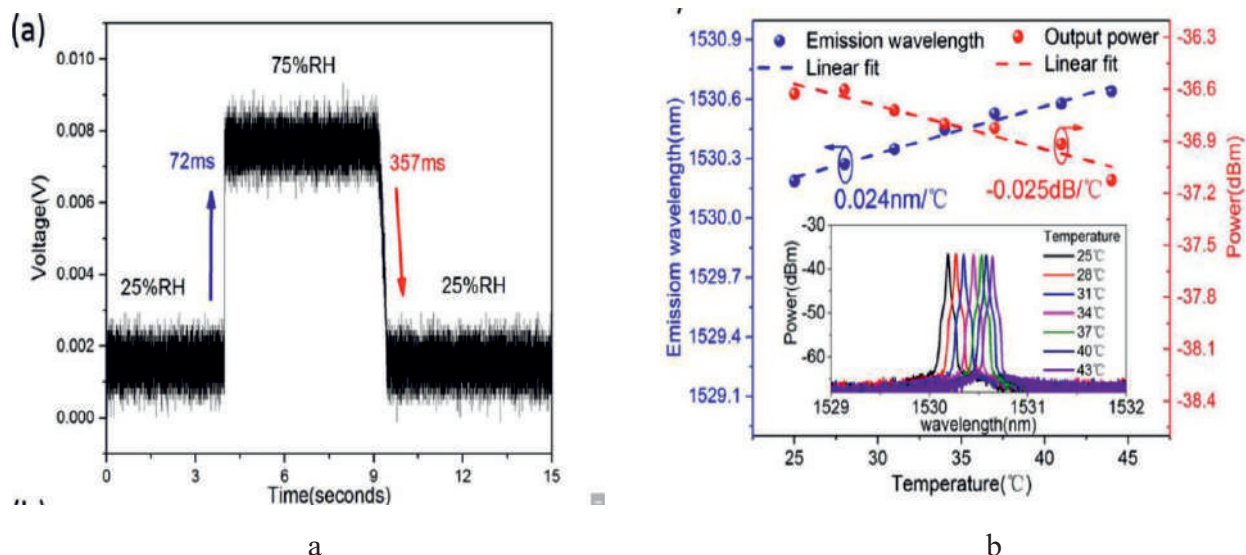 (a)
0.010
0.008
0.006
0.004
0.002
0.000
Voltage(V)
75%RH
72ms
357ms
25%RH
25%RH
0
3
6
9
12
15
Time(seconds)
a
1530.9
1530.6
1530.3
1530.0
1529.7
1529.4
1529.1
Emissiom wavelength(nm)
Emission wavelength
Linear fit
Output power
Linear fit
0.024nm/℃
-0.025dB/℃
-30
-40
-50
-60
Power(dBm)
Temperature
25℃
28℃
31℃
34℃
37℃
40℃
43℃
1529
1530
1531
1532
wavelength(nm)
-36.3
-36.6
-36.9
-37.2
-37.5
-37.8
-38.1
-38.4
Power(dBm)
25
30
35
40
45
Temperature(℃)
b